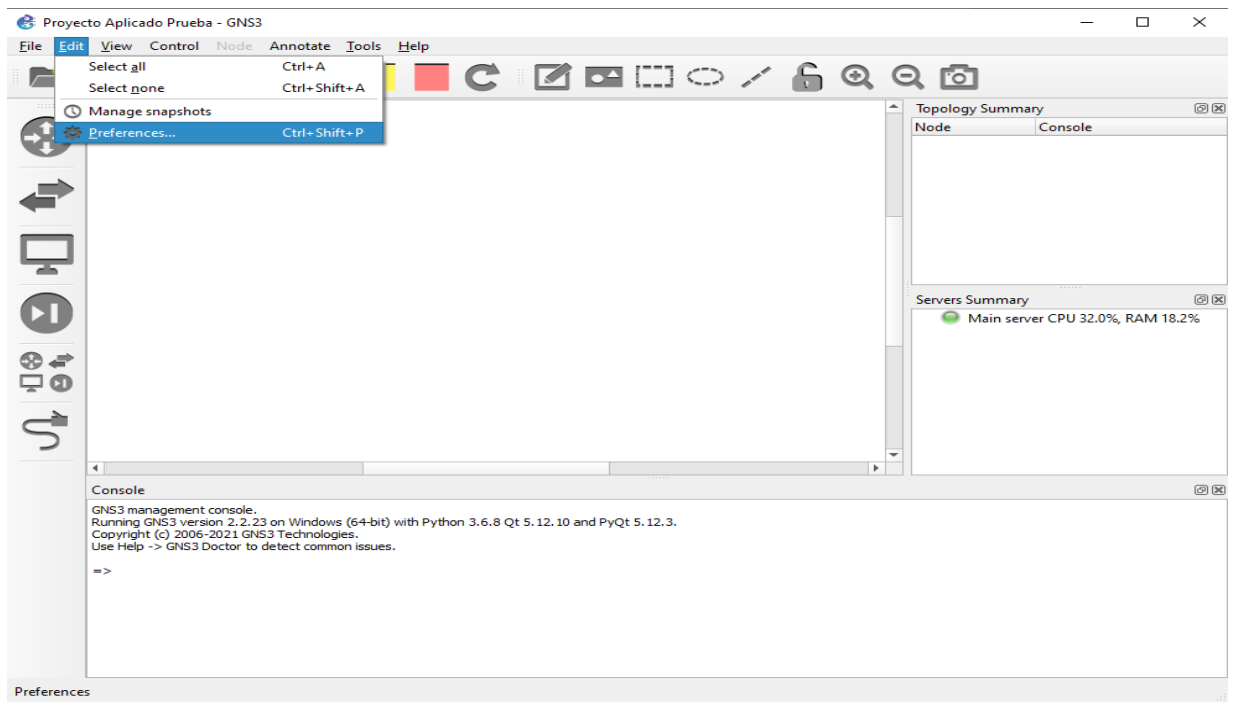 Proyecto Aplicado Prueba - GNS3
File Edit View Control Node Annotate Tools Help
Select all Ctrl+A
Select none Ctrl+Shift+A
Manage snapshots
Preferences... Ctrl+Shift+P
Topology Summary
Node Console
Servers Summary
Main server CPU 32.0%, RAM 18.2%
Console
GNS3 management console.
Running GNS3 version 2.2.23 on Windows (64-bit) with Python 3.6.8 Qt 5.12.10 and PyQt 5.12.3.
Copyright (c) 2006-2021 GNS3 Technologies.
Use Help -> GNS3 Doctor to detect common issues.
=>
Preferences